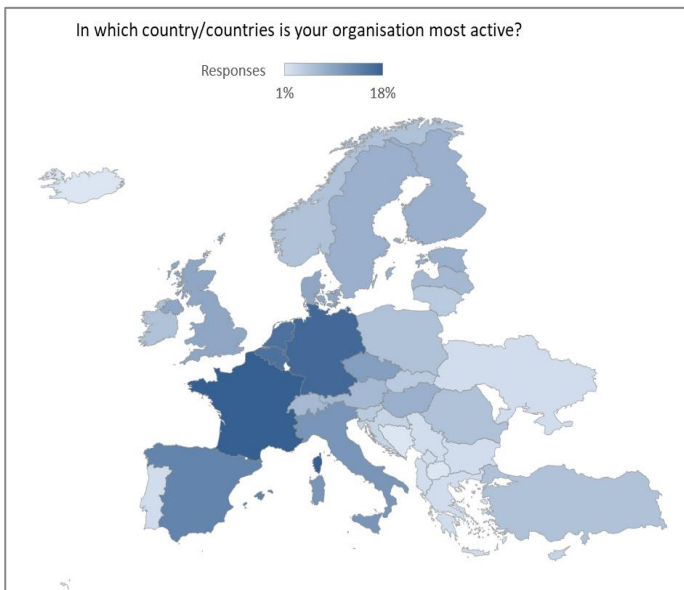 In which country/countries is your organisation most active?
Responses
1% 18%